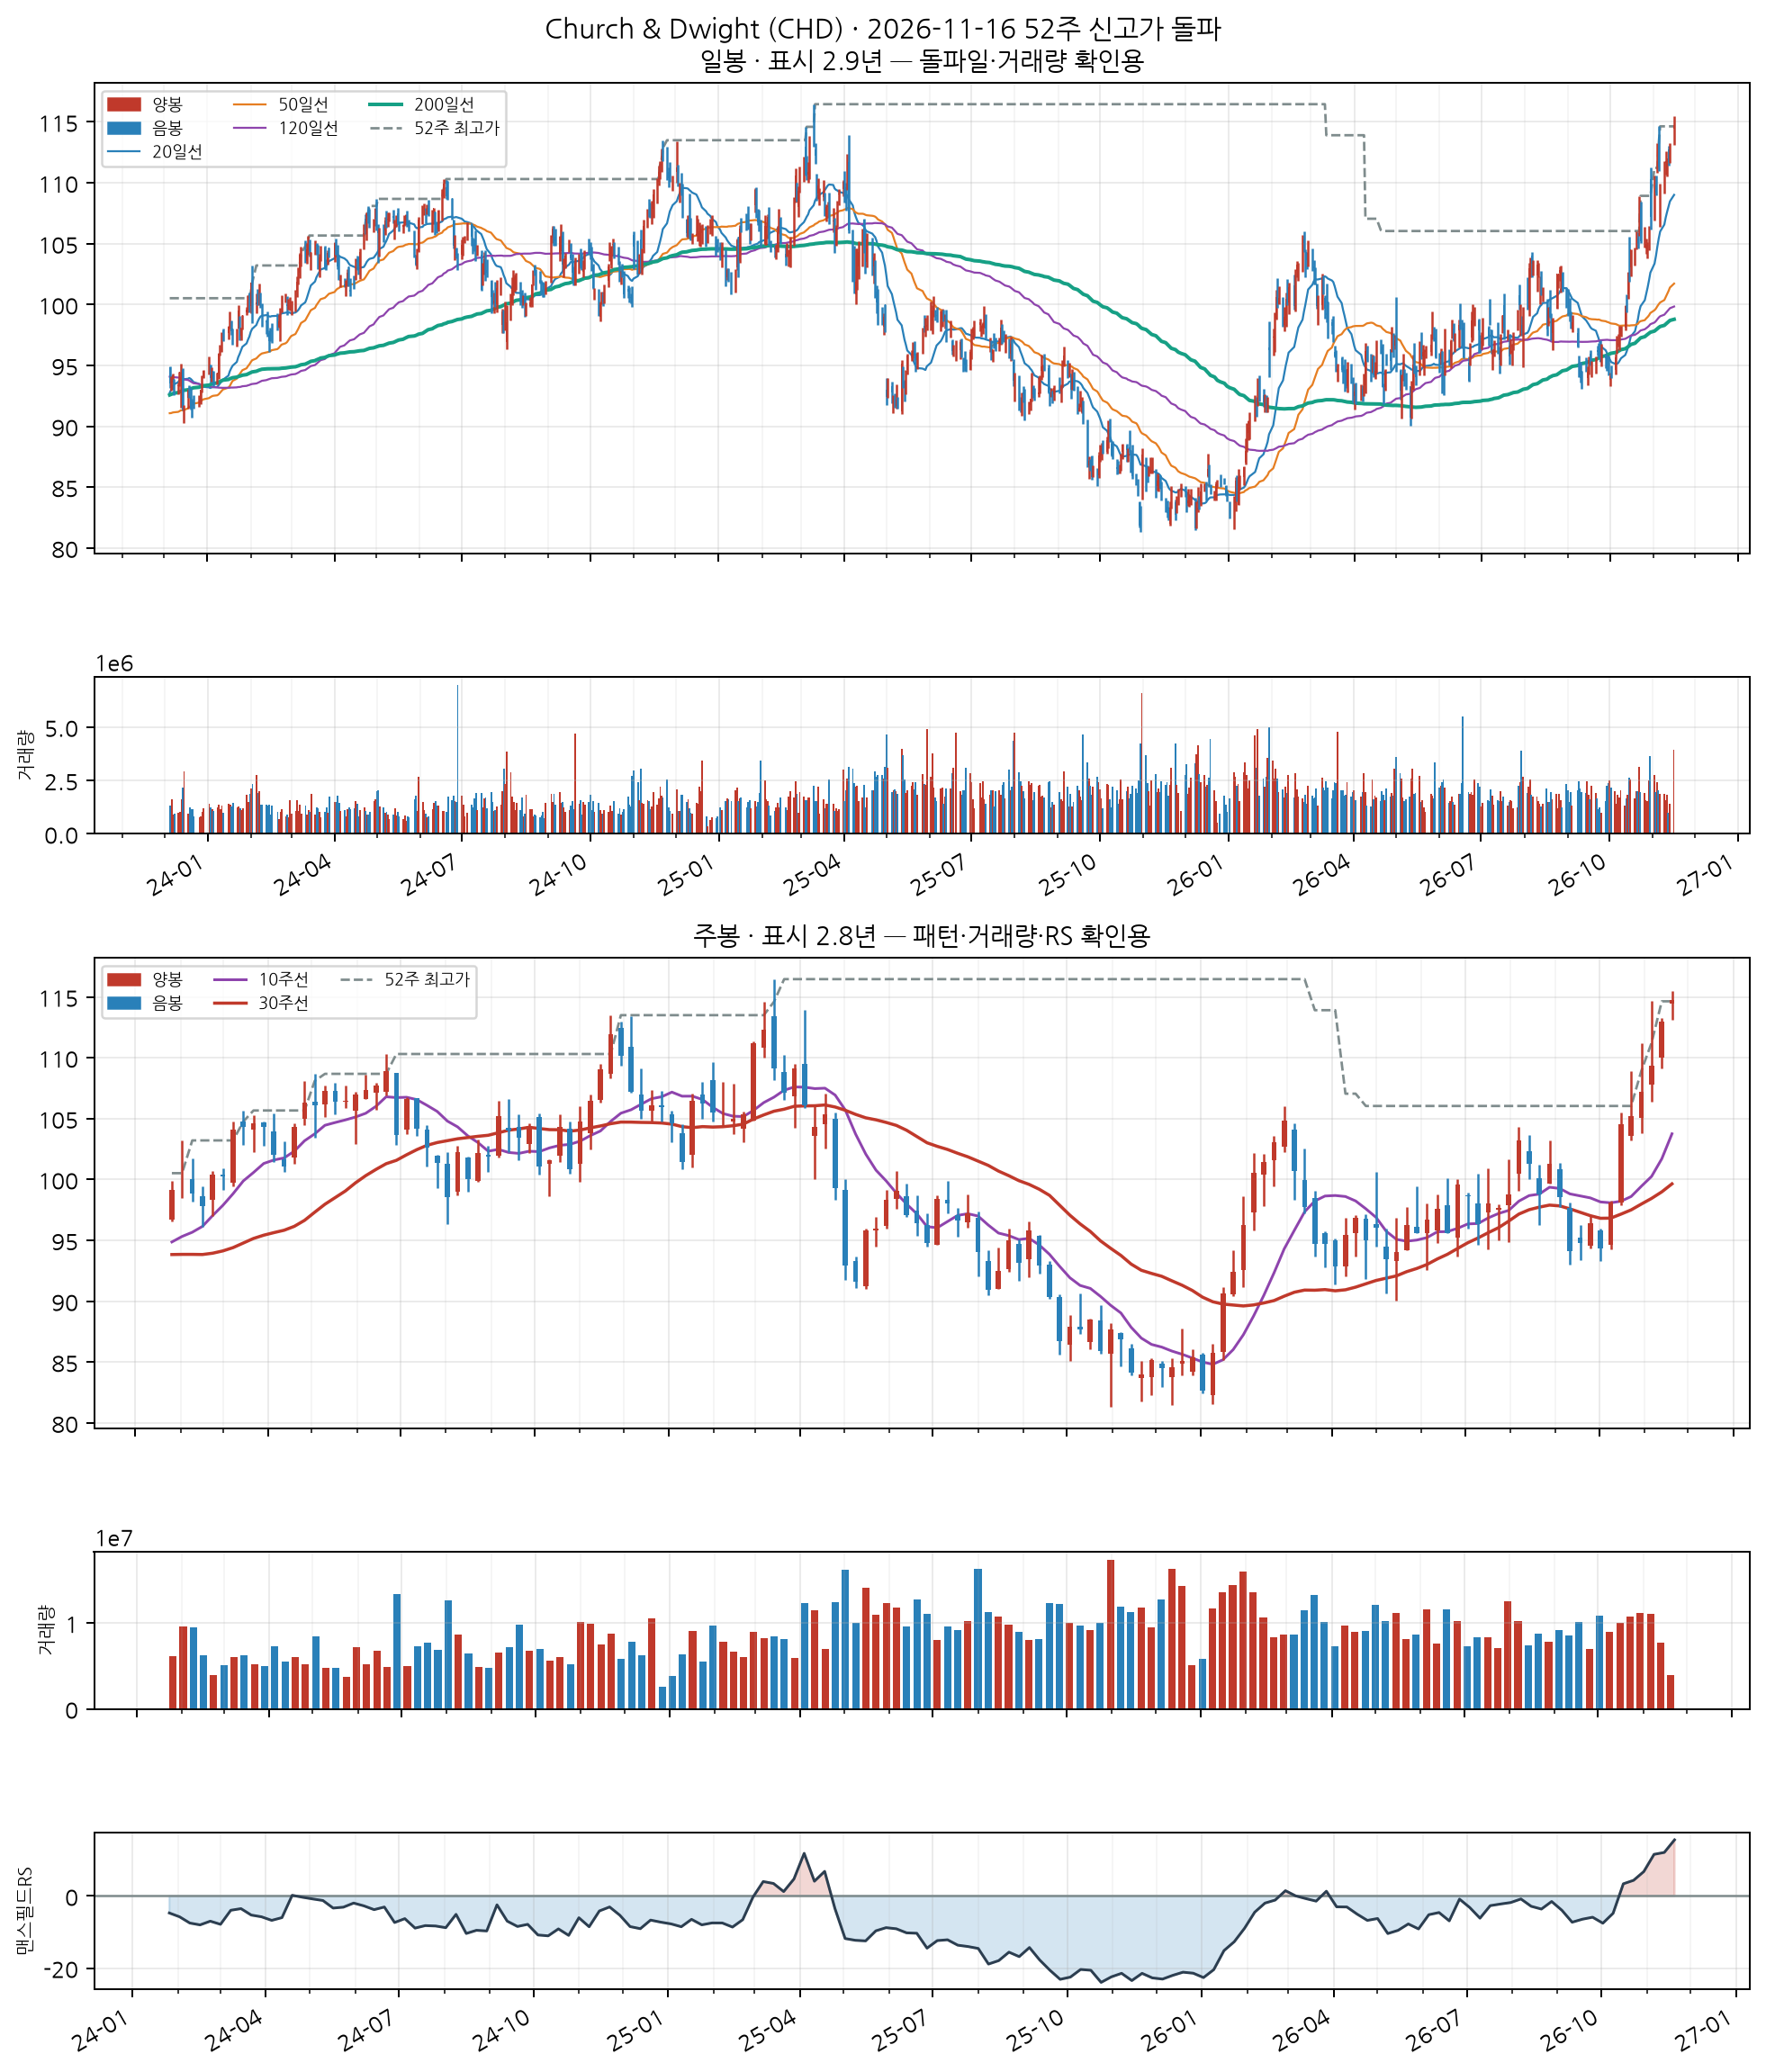 Church & Dwight (CHD) · 2026-11-16 52주 신고가 돌파
일봉 · 표시 2.9년 — 돌파일·거래량 확인용
양봉 50일선 200일선
음봉 120일선 52주 최고가
20일선
115
110
105
100
95
90
85
80
1e6
거래량
5.0
2.5
0.0
24-01 24-04 24-07 24-10 25-01 25-04 25-07 25-10 26-01 26-04 26-07 26-10 27-01
주봉 · 표시 2.8년 — 패턴·거래량·RS 확인용
양봉 10주선 52주 최고가
음봉 30주선
115
110
105
100
95
90
85
80
1e7
거래량
1
0
맨스필드RS
0
-20
24-01 24-04 24-07 24-10 25-01 25-04 25-07 25-10 26-01 26-04 26-07 26-10 27-01